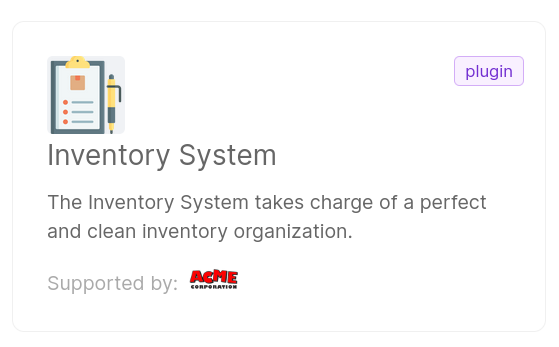 plugin
Inventory System
The Inventory System takes charge of a perfect
and clean inventory organization.
Supported by: ACME
CORPORATION